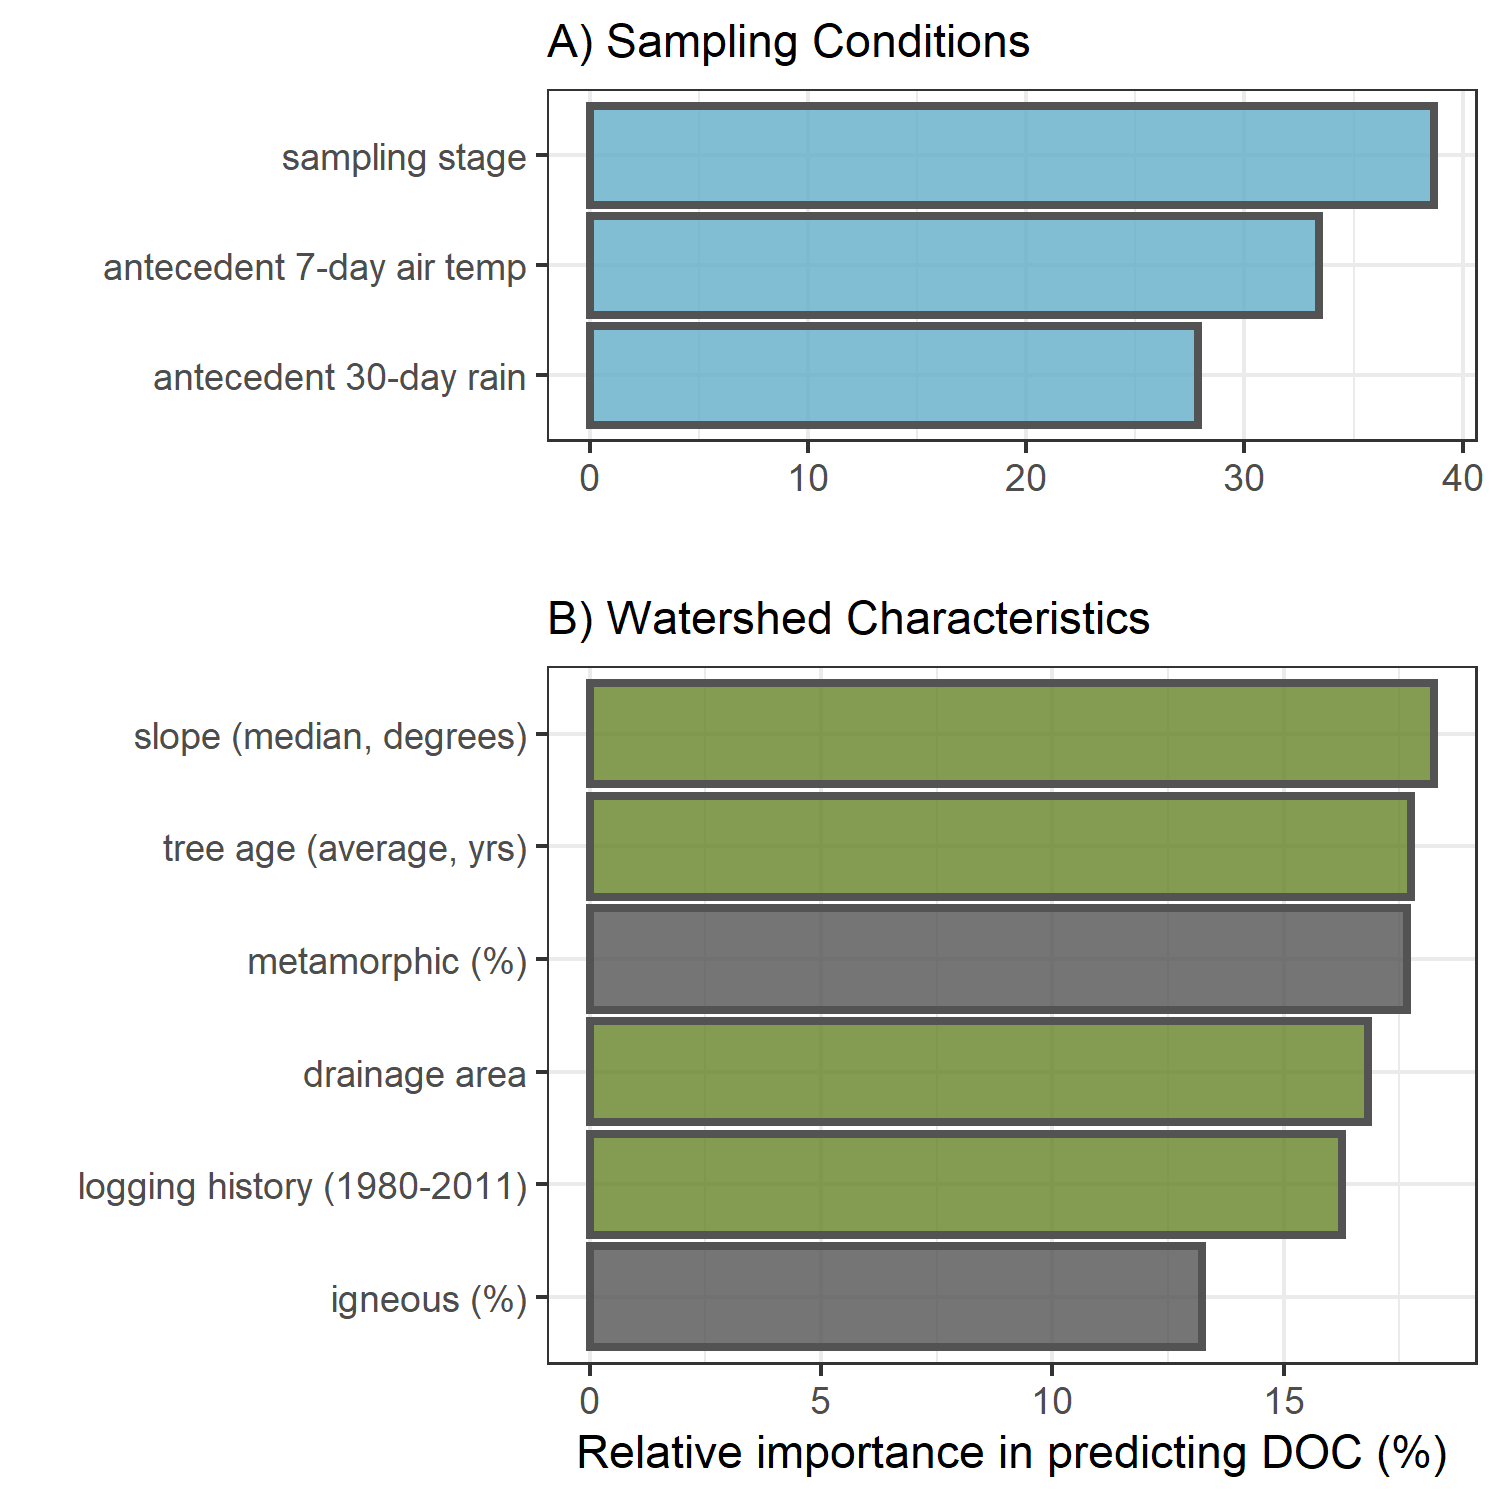 A) Sampling Conditions
sampling stage
antecedent 7-day air temp
antecedent 30-day rain
0 10 20 30 40
B) Watershed Characteristics
slope (median, degrees)
tree age (average, yrs)
metamorphic (%)
drainage area
logging history (1980-2011)
igneous (%)
0 5 10 15
Relative importance in predicting DOC (%)